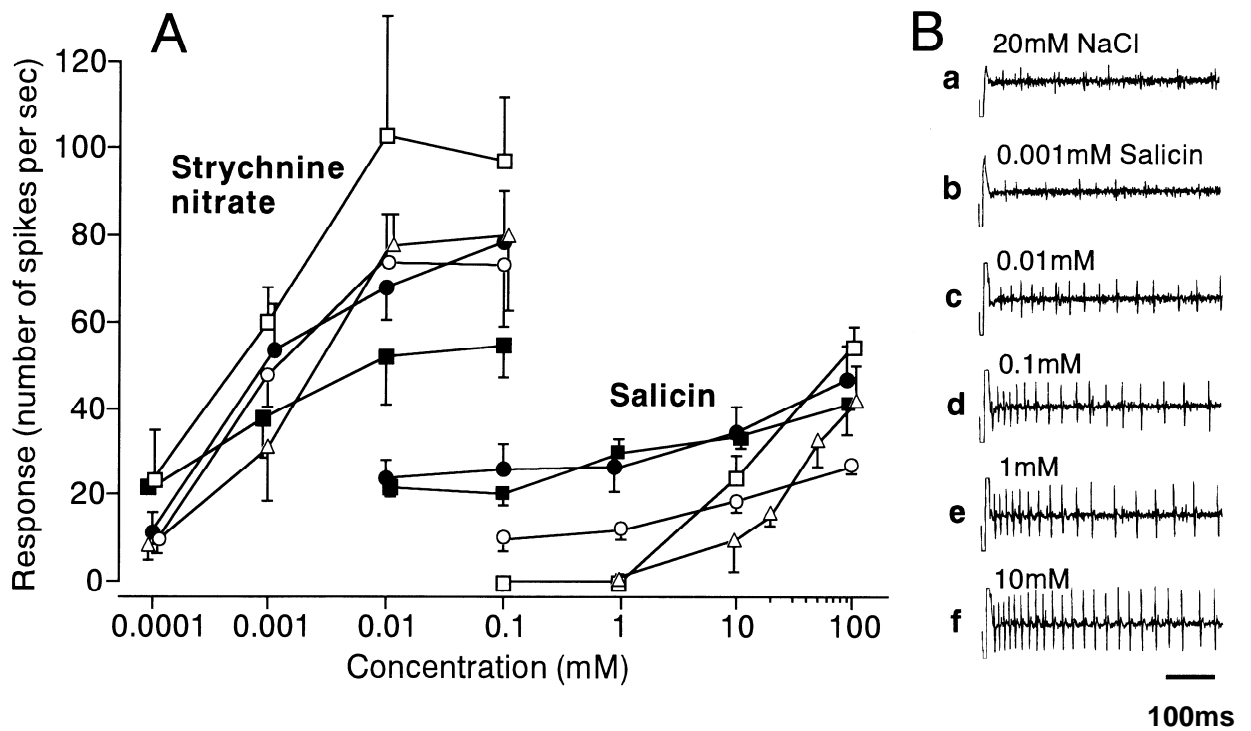 A
Response (number of spikes per sec)
120
100
80
60
40
20
0
Strychnine
nitrate
Salicin
0.0001 0.001 0.01 0.1 1 10 100
Concentration (mM)
B
20mM NaCl
a
0.001mM Salicin
b
0.01mM
c
0.1mM
d
1mM
e
10mM
f
100ms